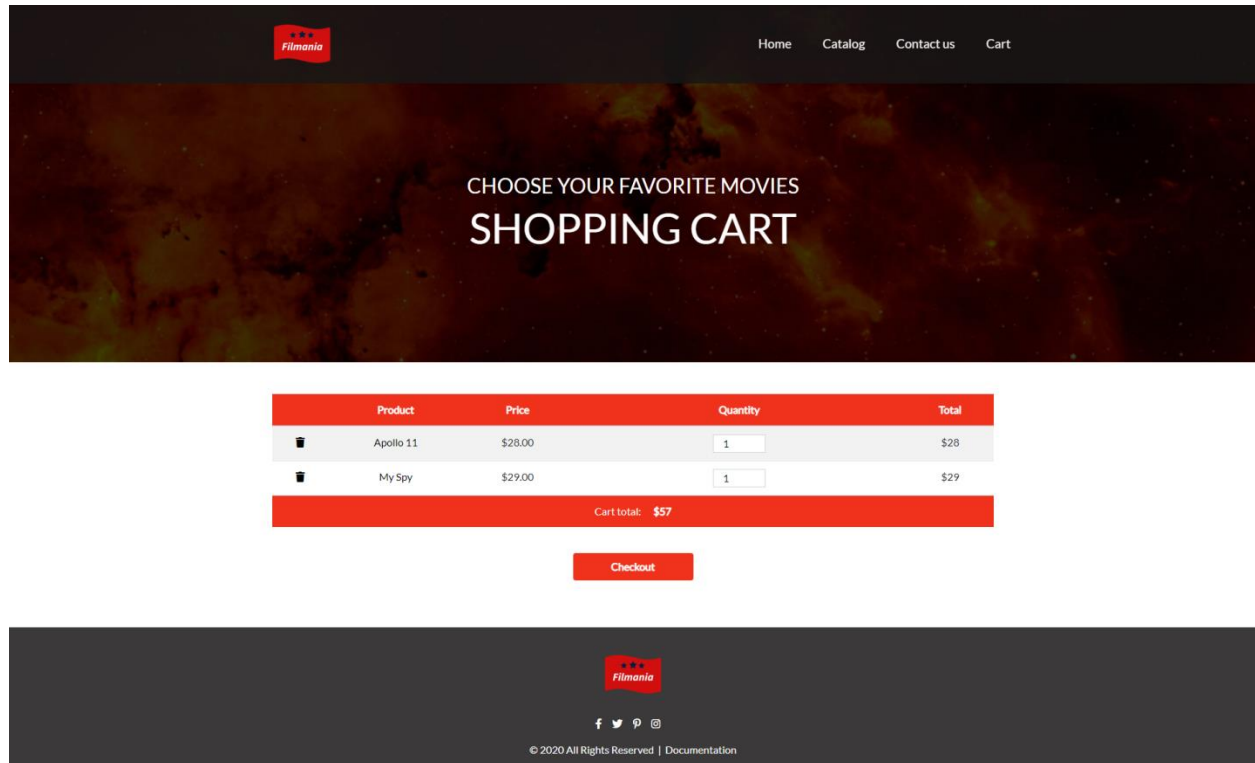 Filmania
Home Catalog Contact us Cart
CHOOSE YOUR FAVORITE MOVIES
SHOPPING CART
Product Price Quantity Total
Apollo 11 $28.00 1 $28
My Spy $29.00 1 $29
Cart total: $57
Checkout
Filmania
© 2020 All Rights Reserved | Documentation